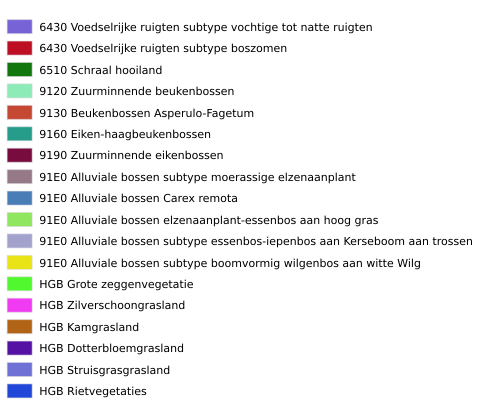 6430 Voedselrijke ruigten subtype vochtige tot natte ruigten
6430 Voedselrijke ruigten subtype boszomen
6510 Schraal hooiland
9120 Zuurminnende beukenbossen
9130 Beukenbossen Asperulo-Fagetum
9160 Eiken-haagbeukenbossen
9190 Zuurminnende eikenbossen
91E0 Alluviale bossen subtype moerassige elzenaanplant
91E0 Alluviale bossen Carex remota
91E0 Alluviale bossen elzenaanplant-essenbos aan hoog gras
91E0 Alluviale bossen subtype essenbos-iepenbos aan Kerseboom aan trossen
91E0 Alluviale bossen subtype boomvormig wilgenbos aan witte Wilg
HGB Grote zeggenvegetatie
HGB Zilverschoongrasland
HGB Kamgrasland
HGB Dotterbloemgrasland
HGB Struisgrasgrasland
HGB Rietvegetaties